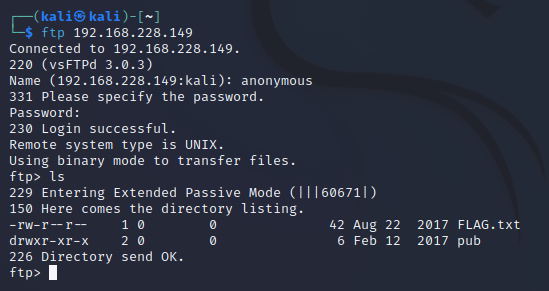 ┌──(kali㉿kali)-[~]
└─$ ftp 192.168.228.149
Connected to 192.168.228.149.
220 (vsFTPd 3.0.3)
Name (192.168.228.149:kali): anonymous
331 Please specify the password.
Password:
230 Login successful.
Remote system type is UNIX.
Using binary mode to transfer files.
ftp> ls
229 Entering Extended Passive Mode (|||60671|)
150 Here comes the directory listing.
-rw-r--r--    1 0        0              42 Aug 22  2017 FLAG.txt
drwxr-xr-x    2 0        0               6 Feb 12  2017 pub
226 Directory send OK.
ftp>